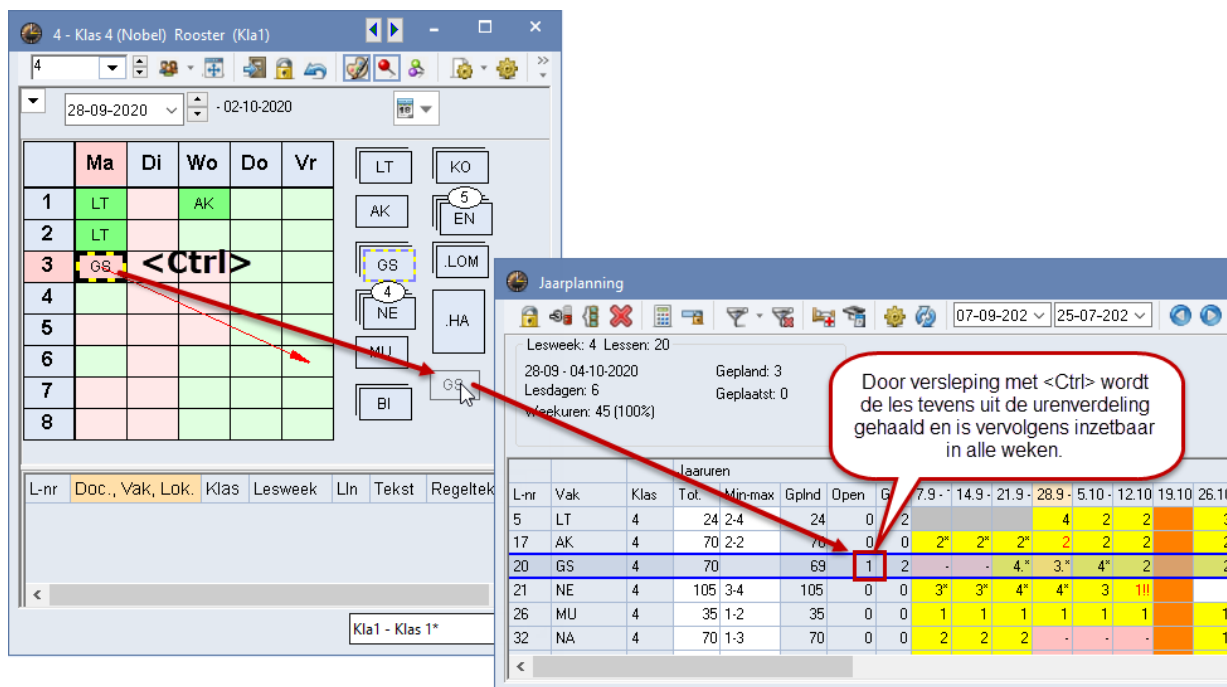 4 - Klas 4 (Nobel) Rooster (Kla1)
4
28-09-2020 - 02-10-2020
Ma Di Wo Do Vr
1 LT AK
2 LT
3 GS <Ctrl>
4
5
6
7
8
LT KO
AK 5 EN
GS .LOM
4 NE .HA
MU
GS
BI
L-nr Doc., Vak, Lok. Klas Lesweek Lln Tekst Regeltek
Kla1 - Klas 1*
Jaarplanning
07-09-202 25-07-202
Lesweek: 4 Lessen: 20
28-09 - 04-10-2020 Gepland: 3
Lesdagen: 6 Geplaatst: 0
Weekuren: 45 (100%)
Door versleping met <Ctrl> wordt
de les tevens uit de urenverdeling
gehaald en is vervolgens inzetbaar
in alle weken.
Jaaruren
L-nr Vak Klas Tot. Min-max Gplnd Open 7.9 - 14.9 - 21.9 - 28.9 - 5.10 - 12.10 19.10 26.10
5 LT 4 24 2-4 24 0 2 4 2 2 3
17 AK 4 70 2-2 70 0 0 2* 2* 2* 2 2 2 2
20 GS 4 70 69 1 2 - - 4.* 3.* 4* 2 2
21 NE 4 105 3-4 105 0 0 3* 3* 4* 4* 3 1!!
26 MU 4 35 1-2 35 0 0 1 1 1 1 1 1 1
32 NA 4 70 1-3 70 0 0 2 2 2 - - - 1